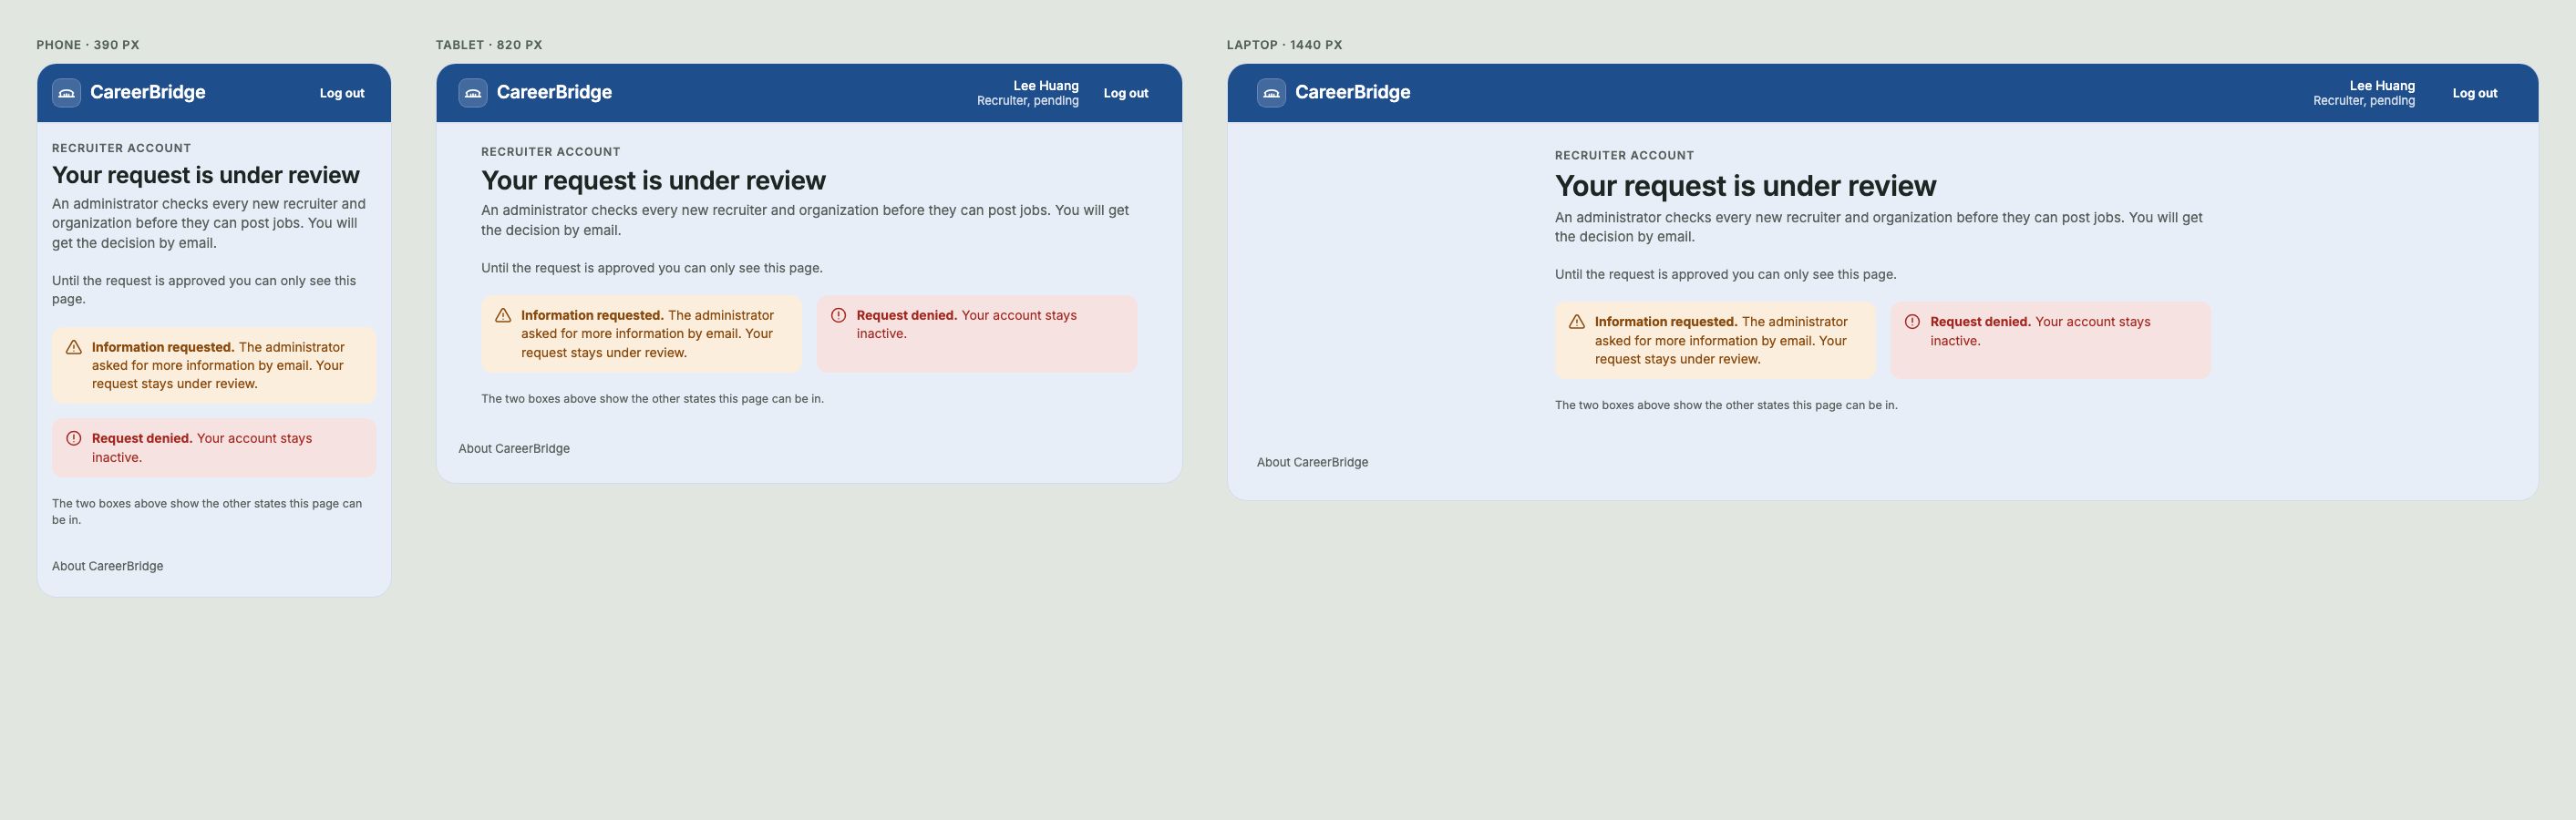 PHONE · 390 PX
CareerBridge
Log out
RECRUITER ACCOUNT
Your request is under review
An administrator checks every new recruiter and
organization before they can post jobs. You will
get the decision by email.
Until the request is approved you can only see this
page.
Information requested. The administrator
asked for more information by email. Your
request stays under review.
Request denied. Your account stays
inactive.
The two boxes above show the other states this page can
be in.
About CareerBridge
TABLET · 820 PX
CareerBridge
Lee Huang
Recruiter, pending
Log out
RECRUITER ACCOUNT
Your request is under review
An administrator checks every new recruiter and organization before they can post jobs. You will get
the decision by email.
Until the request is approved you can only see this page.
Information requested. The administrator
asked for more information by email. Your
request stays under review.
Request denied. Your account stays
inactive.
The two boxes above show the other states this page can be in.
About CareerBridge
LAPTOP · 1440 PX
CareerBridge
Lee Huang
Recruiter, pending
Log out
RECRUITER ACCOUNT
Your request is under review
An administrator checks every new recruiter and organization before they can post jobs. You will get
the decision by email.
Until the request is approved you can only see this page.
Information requested. The administrator
asked for more information by email. Your
request stays under review.
Request denied. Your account stays
inactive.
The two boxes above show the other states this page can be in.
About CareerBridge